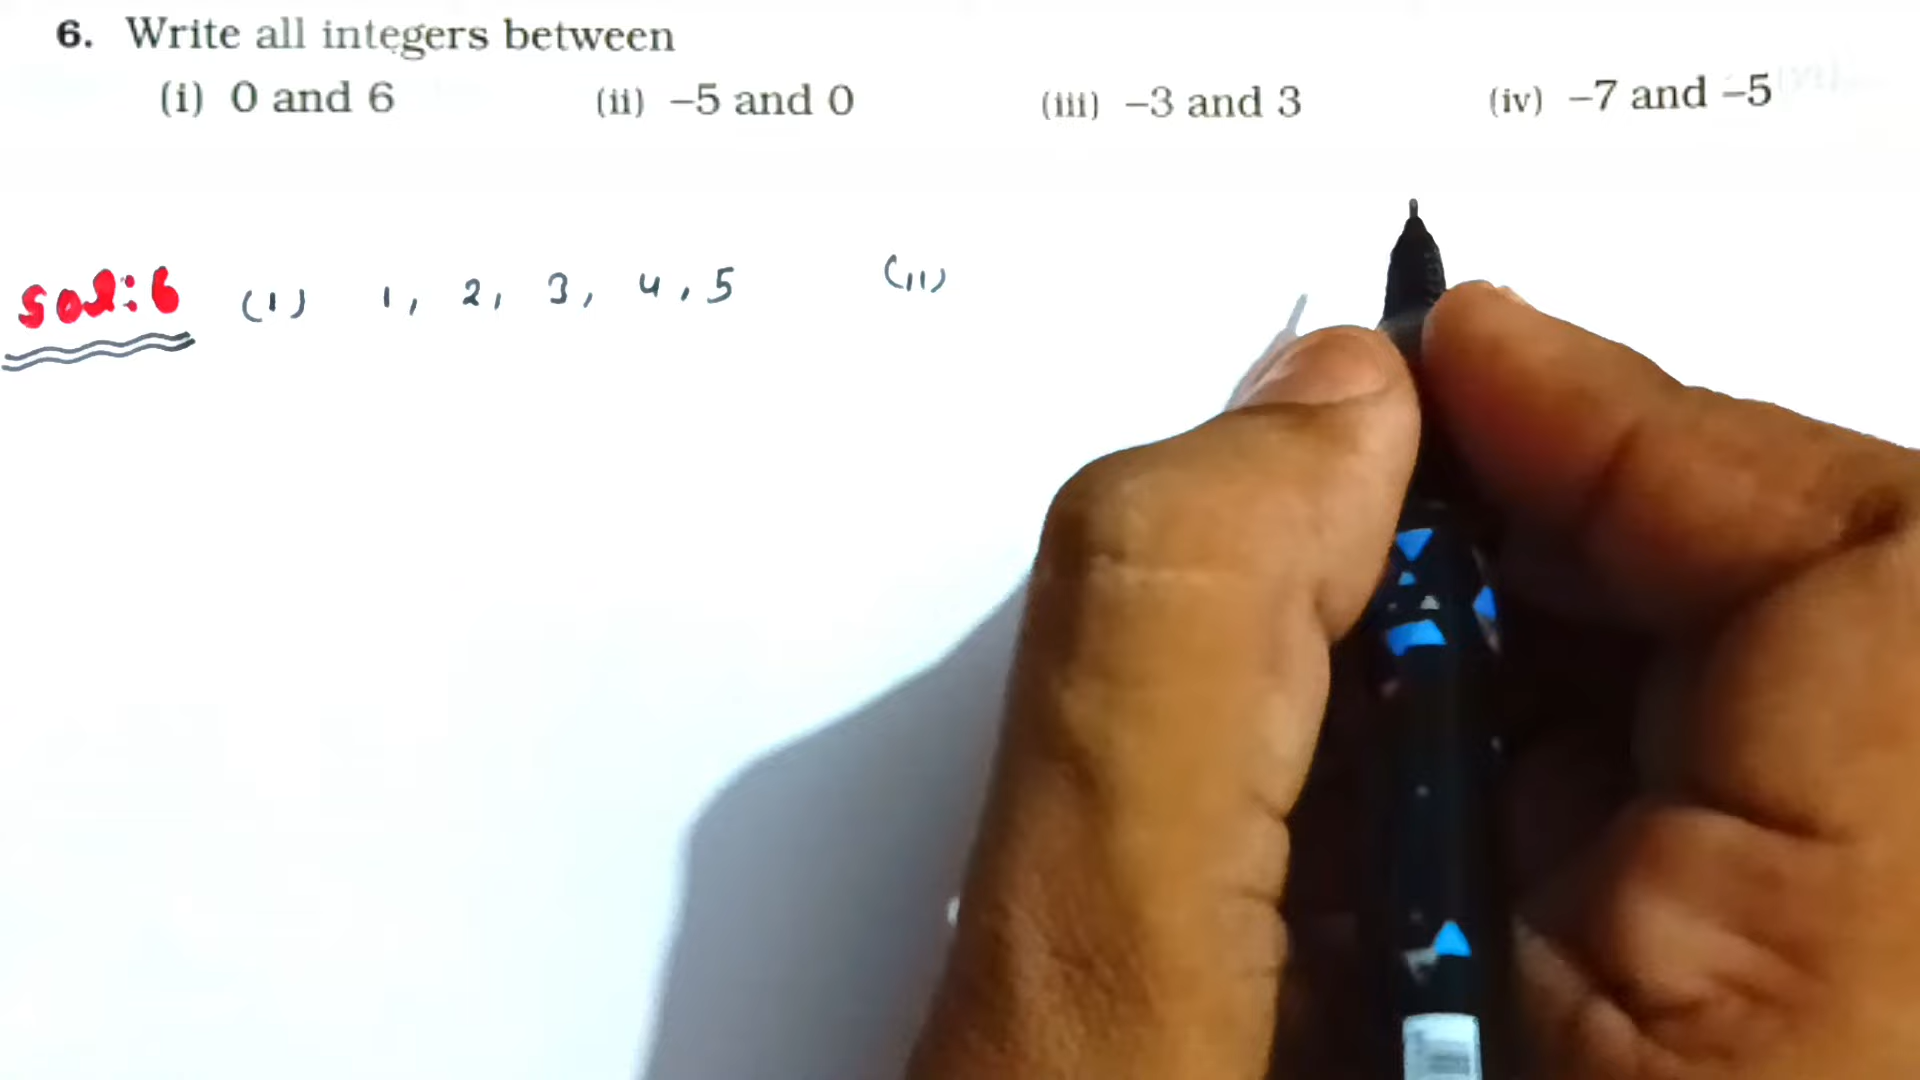 6. Write all integers between
(i) 0 and 6 (ii) –5 and 0 (iii) –3 and 3 (iv) –7 and –5
Sol:6 (i) 1, 2, 3, 4, 5 (ii)